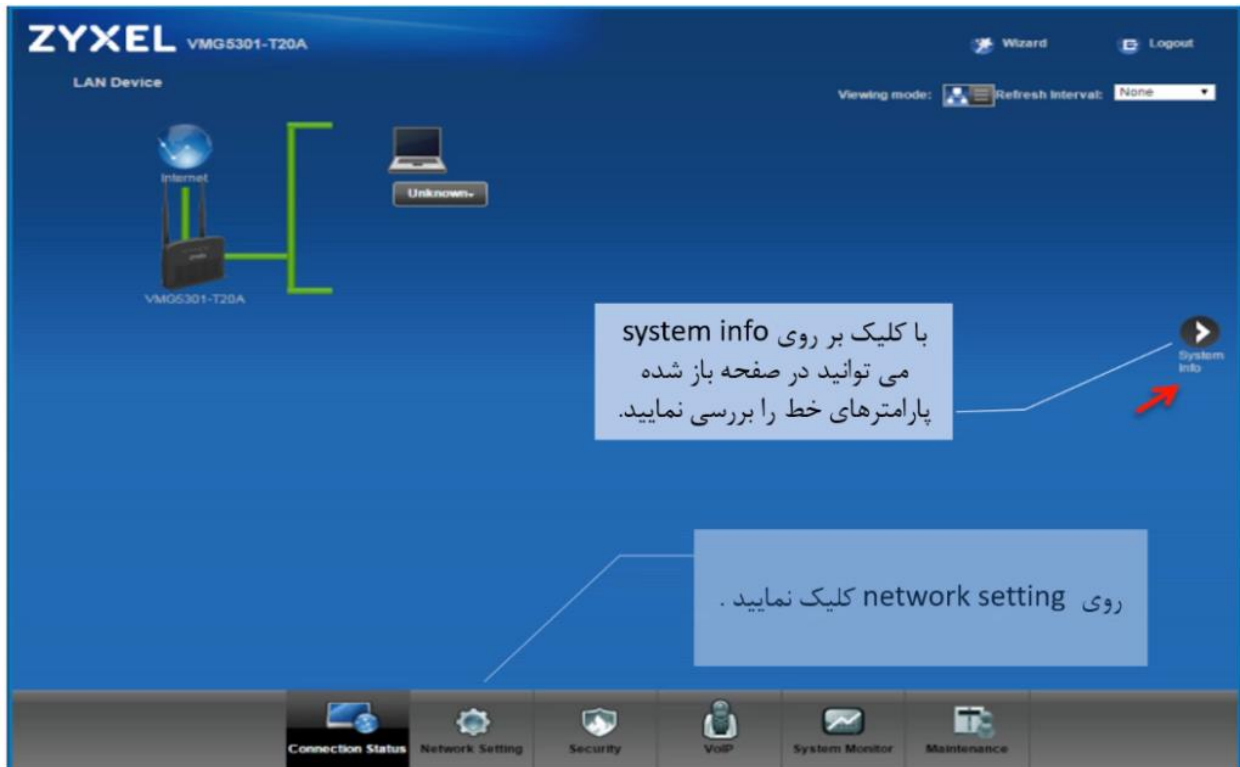 ZYXEL VMG5301-T20A
Wizard
Logout
LAN Device
Viewing mode:
Refresh Interval:
None
Internet
Unknown
VMG5301-T20A
با کلیک بر روی system info
می توانید در صفحه باز شده
پارامترهای خط را بررسی نمایید.
System
Info
روی network setting کلیک نمایید .
Connection Status
Network Setting
Security
VoIP
System Monitor
Maintenance